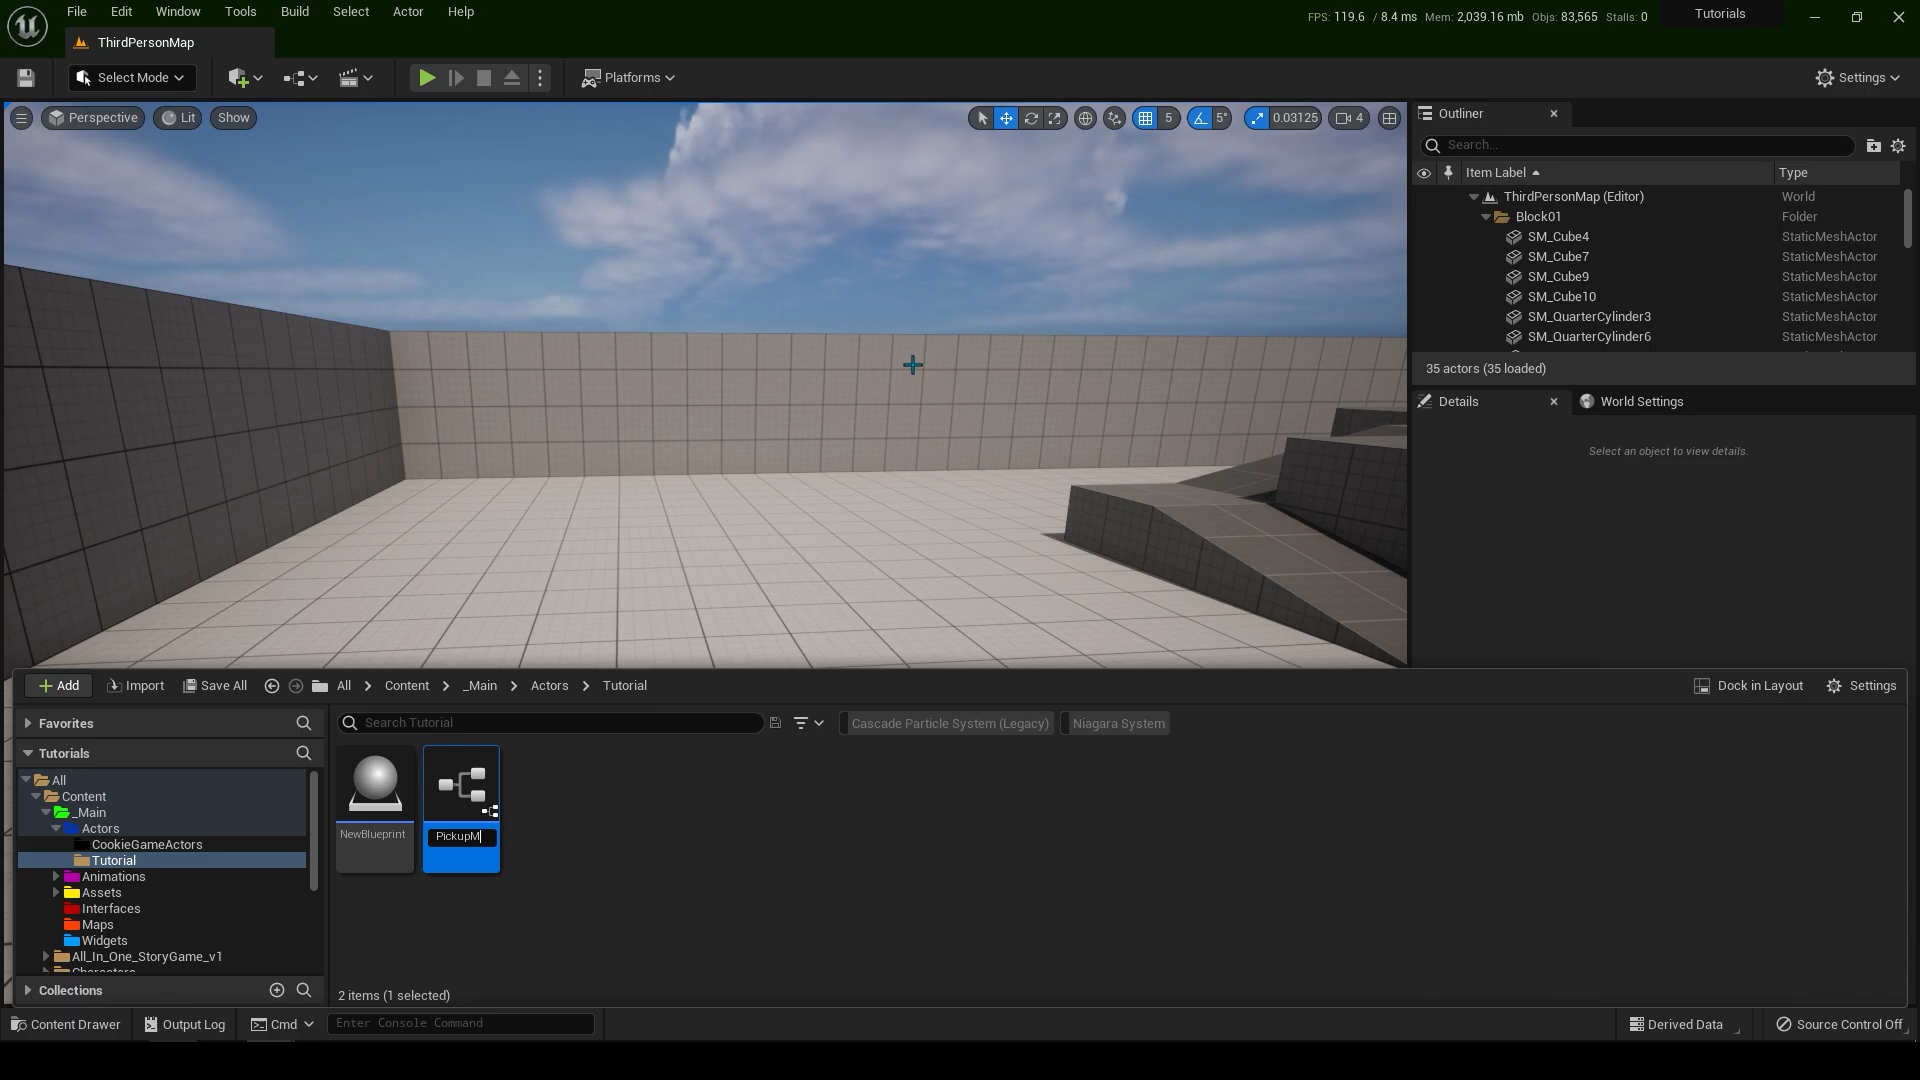 File Edit Window Tools Build Select Actor Help
FPS: 119.6 / 8.4 ms Mem: 2,039.16 mb Objs: 83,565 Stalls: 0 Tutorials
ThirdPersonMap
Select Mode Platforms Settings
Perspective Lit Show 5 5° 0.03125 4
Outliner
Search...
Item Label Type
ThirdPersonMap (Editor) World
Block01 Folder
SM_Cube4 StaticMeshActor
SM_Cube7 StaticMeshActor
SM_Cube9 StaticMeshActor
SM_Cube10 StaticMeshActor
SM_QuarterCylinder3 StaticMeshActor
SM_QuarterCylinder6 StaticMeshActor
35 actors (35 loaded)
Details World Settings
Select an object to view details.
Add Import Save All All Content _Main Actors Tutorial Dock in Layout Settings
Favorites
Search Tutorial Cascade Particle System (Legacy) Niagara System
Tutorials
All
Content
_Main
Actors
CookieGameActors
Tutorial
Animations
Assets
Interfaces
Maps
Widgets
All_In_One_StoryGame_v1
Characters
NewBlueprint PickupM
Collections
2 items (1 selected)
Content Drawer Output Log Cmd Enter Console Command Derived Data Source Control Off